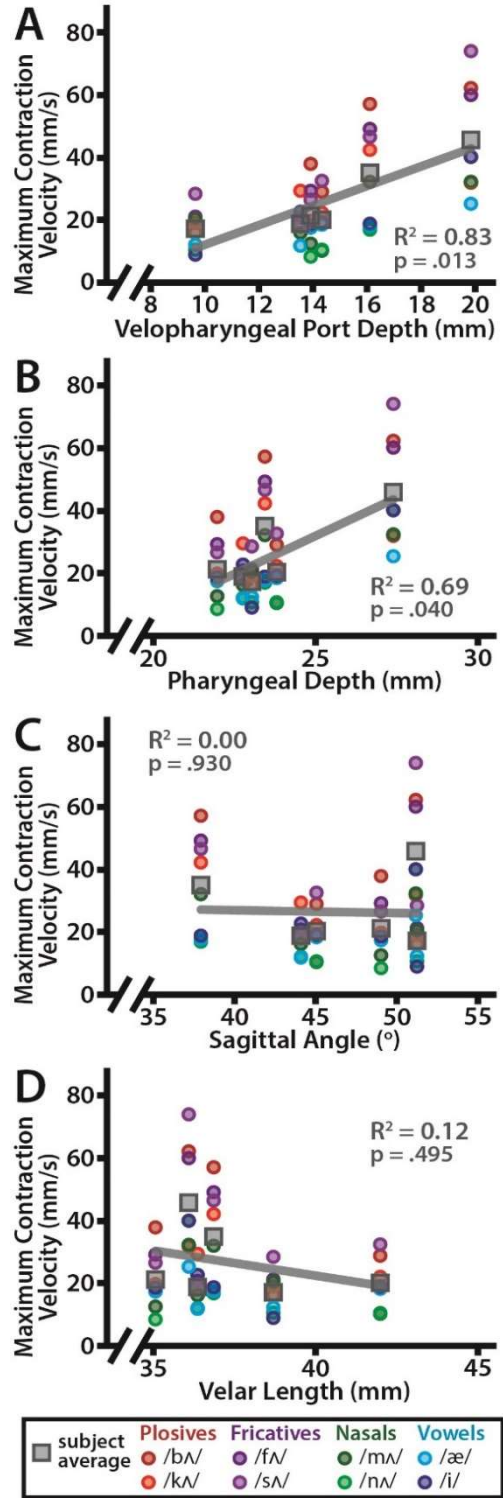 A
Maximum Contraction
Velocity (mm/s)
80
60
40
20
0
R² = 0.83
p = .013
8 10 12 14 16 18 20
Velopharyngeal Port Depth (mm)
B
Maximum Contraction
Velocity (mm/s)
80
60
40
20
0
R² = 0.69
p = .040
20 25 30
Pharyngeal Depth (mm)
C
Maximum Contraction
Velocity (mm/s)
80
60
40
20
0
R² = 0.00
p = .930
35 40 45 50 55
Sagittal Angle (º)
D
Maximum Contraction
Velocity (mm/s)
80
60
40
20
0
R² = 0.12
p = .495
35 40 45
Velar Length (mm)
subject
average
Plosives Fricatives Nasals Vowels
/bʌ/ /fʌ/ /mʌ/ /æ/
/kʌ/ /sʌ/ /nʌ/ /i/